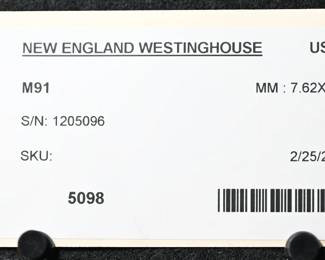 NEW ENGLAND WESTINGHOUSE US
M91 MM : 7.62X
S/N: 1205096
SKU: 2/25/2
5098